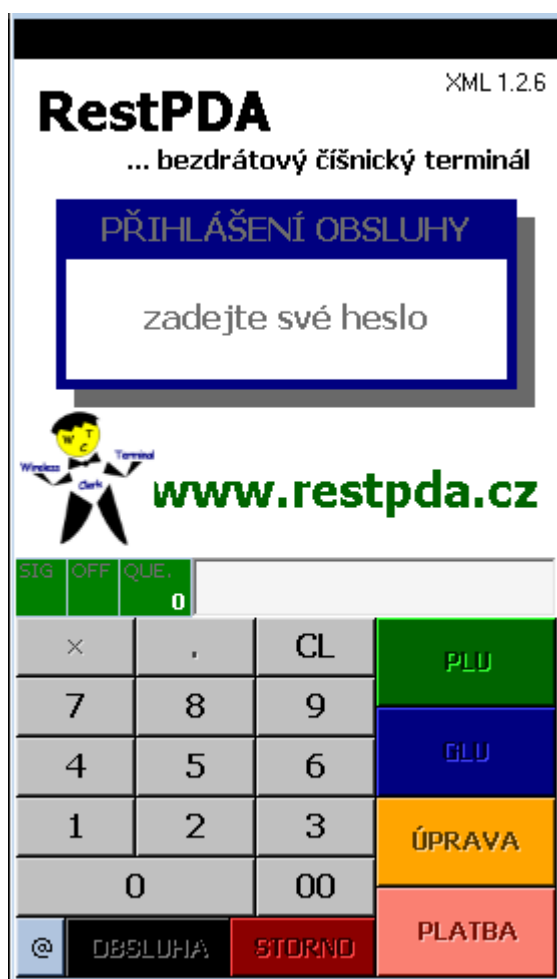 XML 1.2.6
RestPDA
... bezdrátový číšnický terminál
PŘIHLÁŠENÍ OBSLUHY
zadejte své heslo
W T
C
Wireless Terminal
Clerk
www.restpda.cz
SIG OFF QUE.
0
× . CL PLU
7 8 9
4 5 6 GLU
1 2 3 ÚPRAVA
0 00
@ OBSLUHA STORNO PLATBA